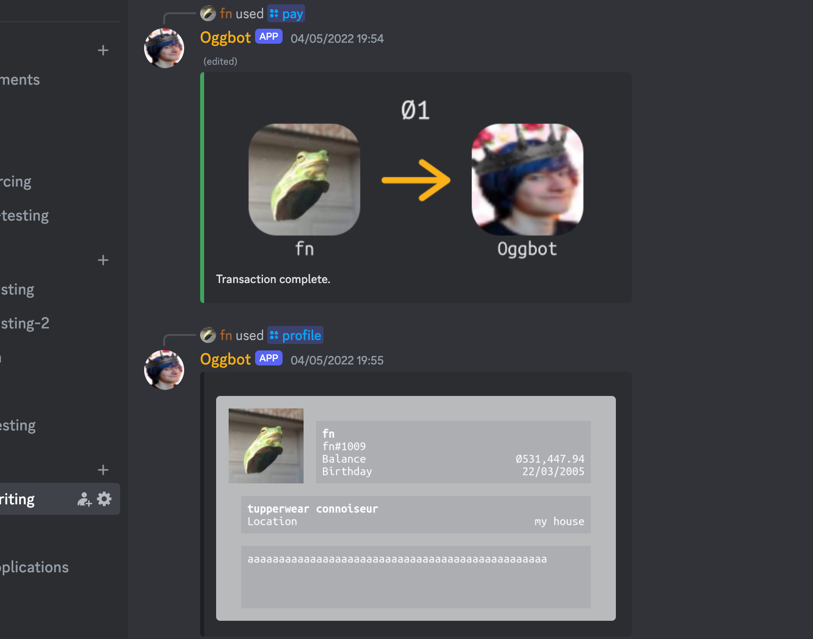 fn used pay
Oggbot APP 04/05/2022 19:54
(edited)
Ø1
fn
Oggbot
Transaction complete.
fn used profile
Oggbot APP 04/05/2022 19:55
fn
fn#1009
Balance Ø531,447.94
Birthday 22/03/2005
tupperwear connoiseur
Location my house
aaaaaaaaaaaaaaaaaaaaaaaaaaaaaaaaaaaaaaaaaaaaaaaa
+
ments
rcing
-testing
+
sting
sting-2
esting
+
riting
plications